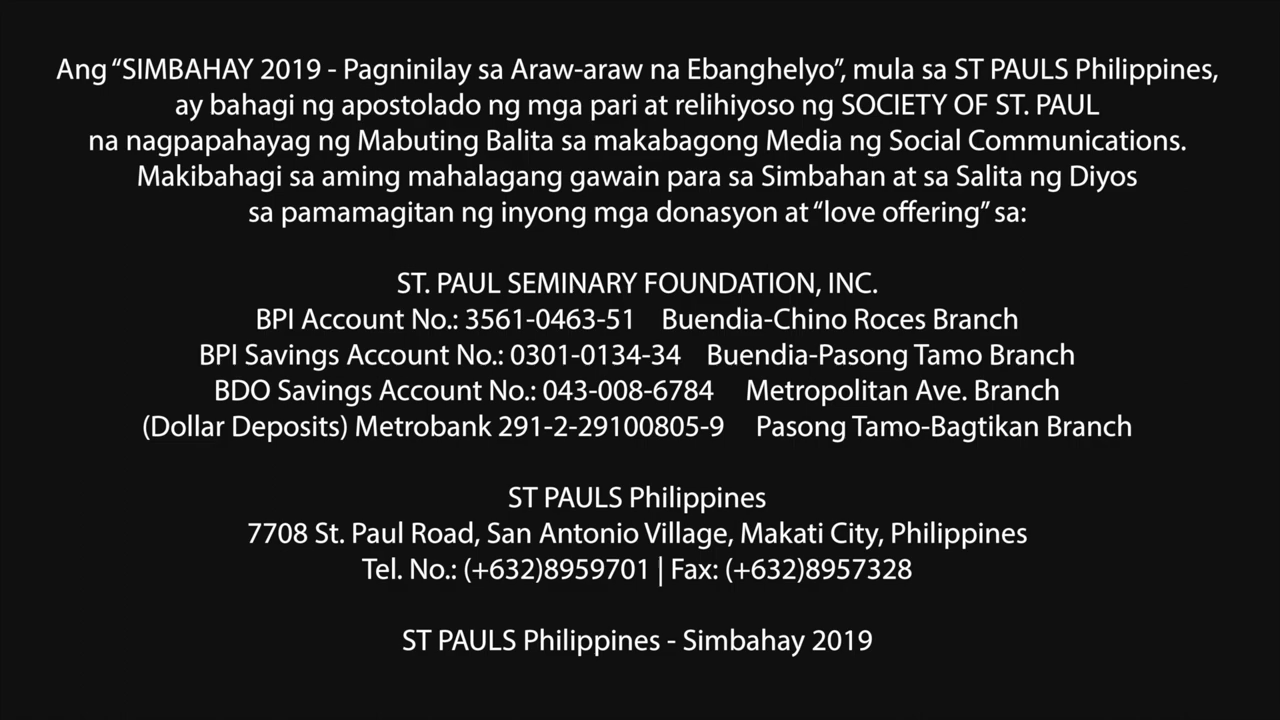 Ang “SIMBAHAY 2019 - Pagninilay sa Araw-araw na Ebanghelyo”, mula sa ST PAULS Philippines,
ay bahagi ng apostolado ng mga pari at relihiyoso ng SOCIETY OF ST. PAUL
na nagpapahayag ng Mabuting Balita sa makabagong Media ng Social Communications.
Makibahagi sa aming mahalagang gawain para sa Simbahan at sa Salita ng Diyos
sa pamamagitan ng inyong mga donasyon at “love offering” sa:
ST. PAUL SEMINARY FOUNDATION, INC.
BPI Account No.: 3561-0463-51 Buendia-Chino Roces Branch
BPI Savings Account No.: 0301-0134-34 Buendia-Pasong Tamo Branch
BDO Savings Account No.: 043-008-6784 Metropolitan Ave. Branch
(Dollar Deposits) Metrobank 291-2-29100805-9 Pasong Tamo-Bagtikan Branch
ST PAULS Philippines
7708 St. Paul Road, San Antonio Village, Makati City, Philippines
Tel. No.: (+632)8959701 | Fax: (+632)8957328
ST PAULS Philippines - Simbahay 2019